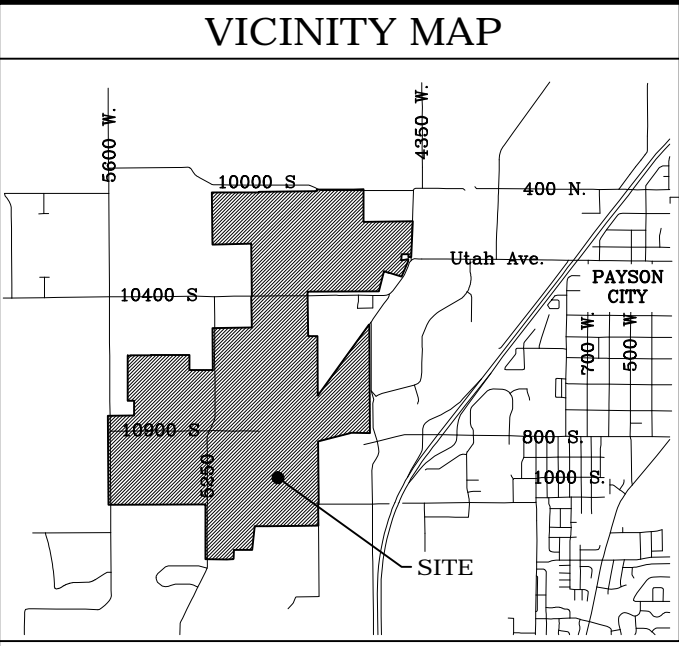 VICINITY MAP
5600 W.
4350 W.
10000 S
400 N.
Utah Ave.
PAYSON
CITY
10400 S
700 W.
500 W
10900 S
800 S.
5250
1000 S.
SITE